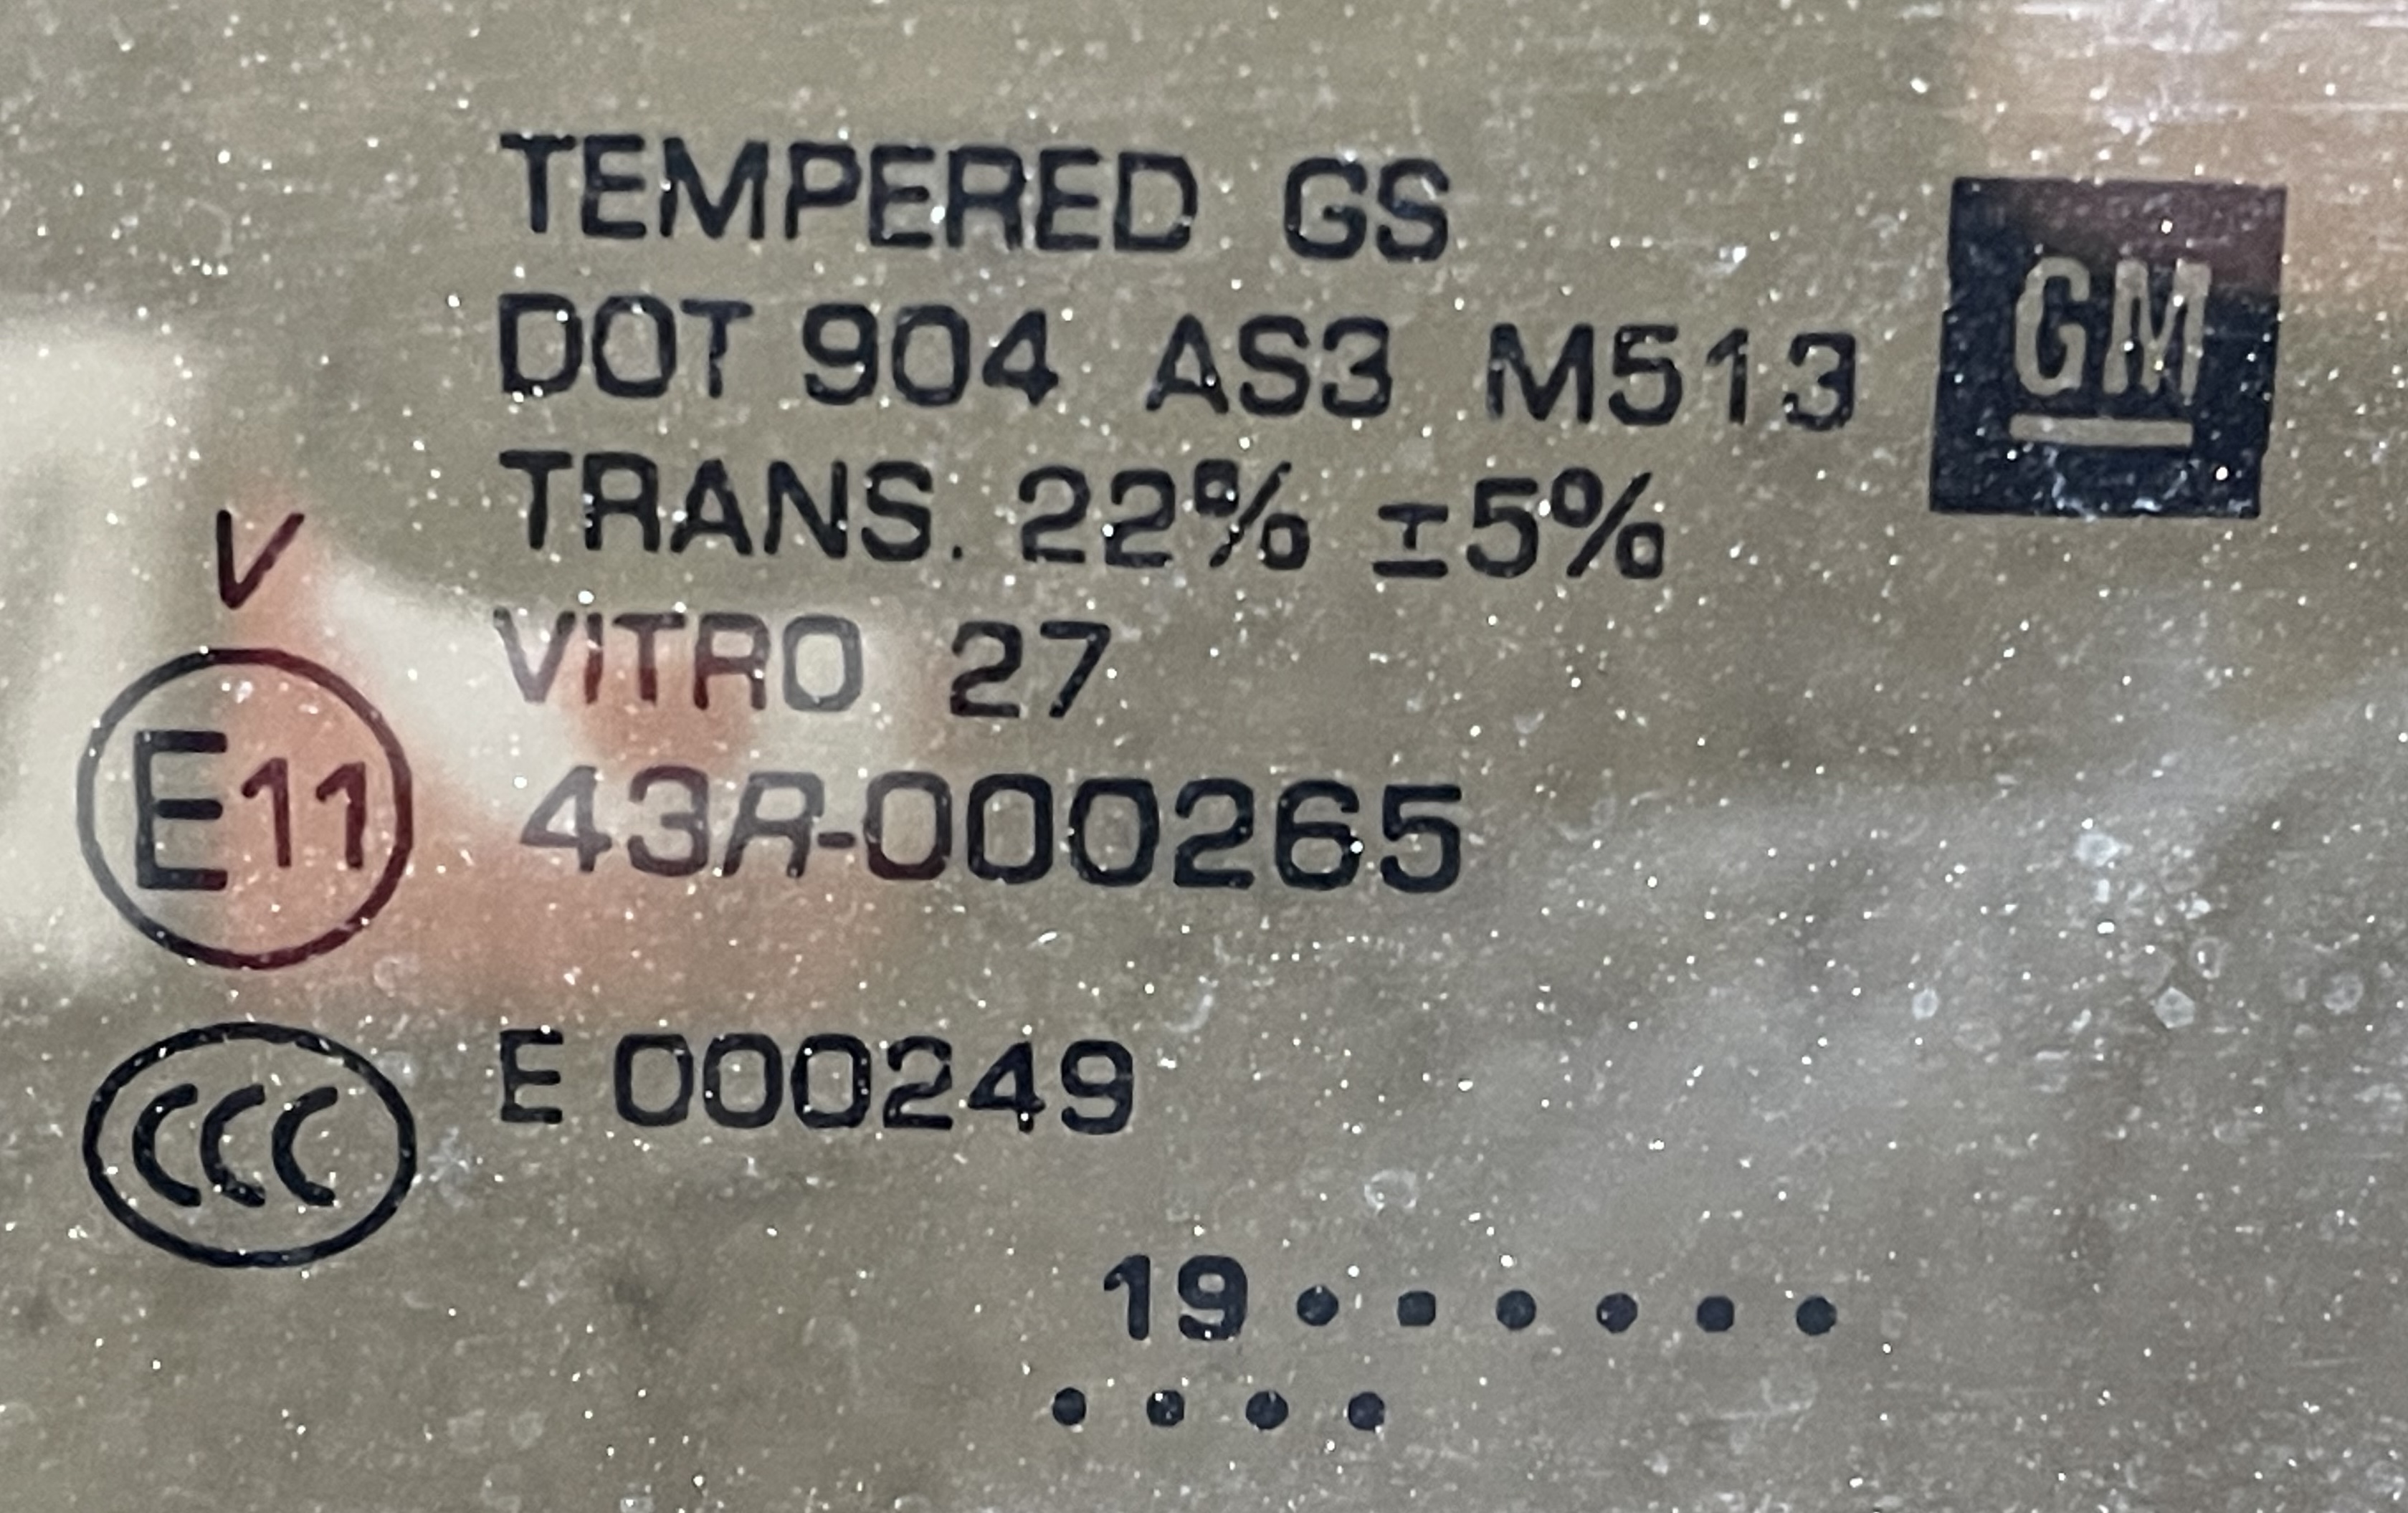 TEMPERED GS
DOT 904 AS3 M513
GM
TRANS. 22% ±5%
V
VITRO 27
E11
43R-000265
CCC
E 000249
19 • • • • • •
• • • •